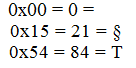 0x00 = 0 =
0x15 = 21 = §
0x54 = 84 = T